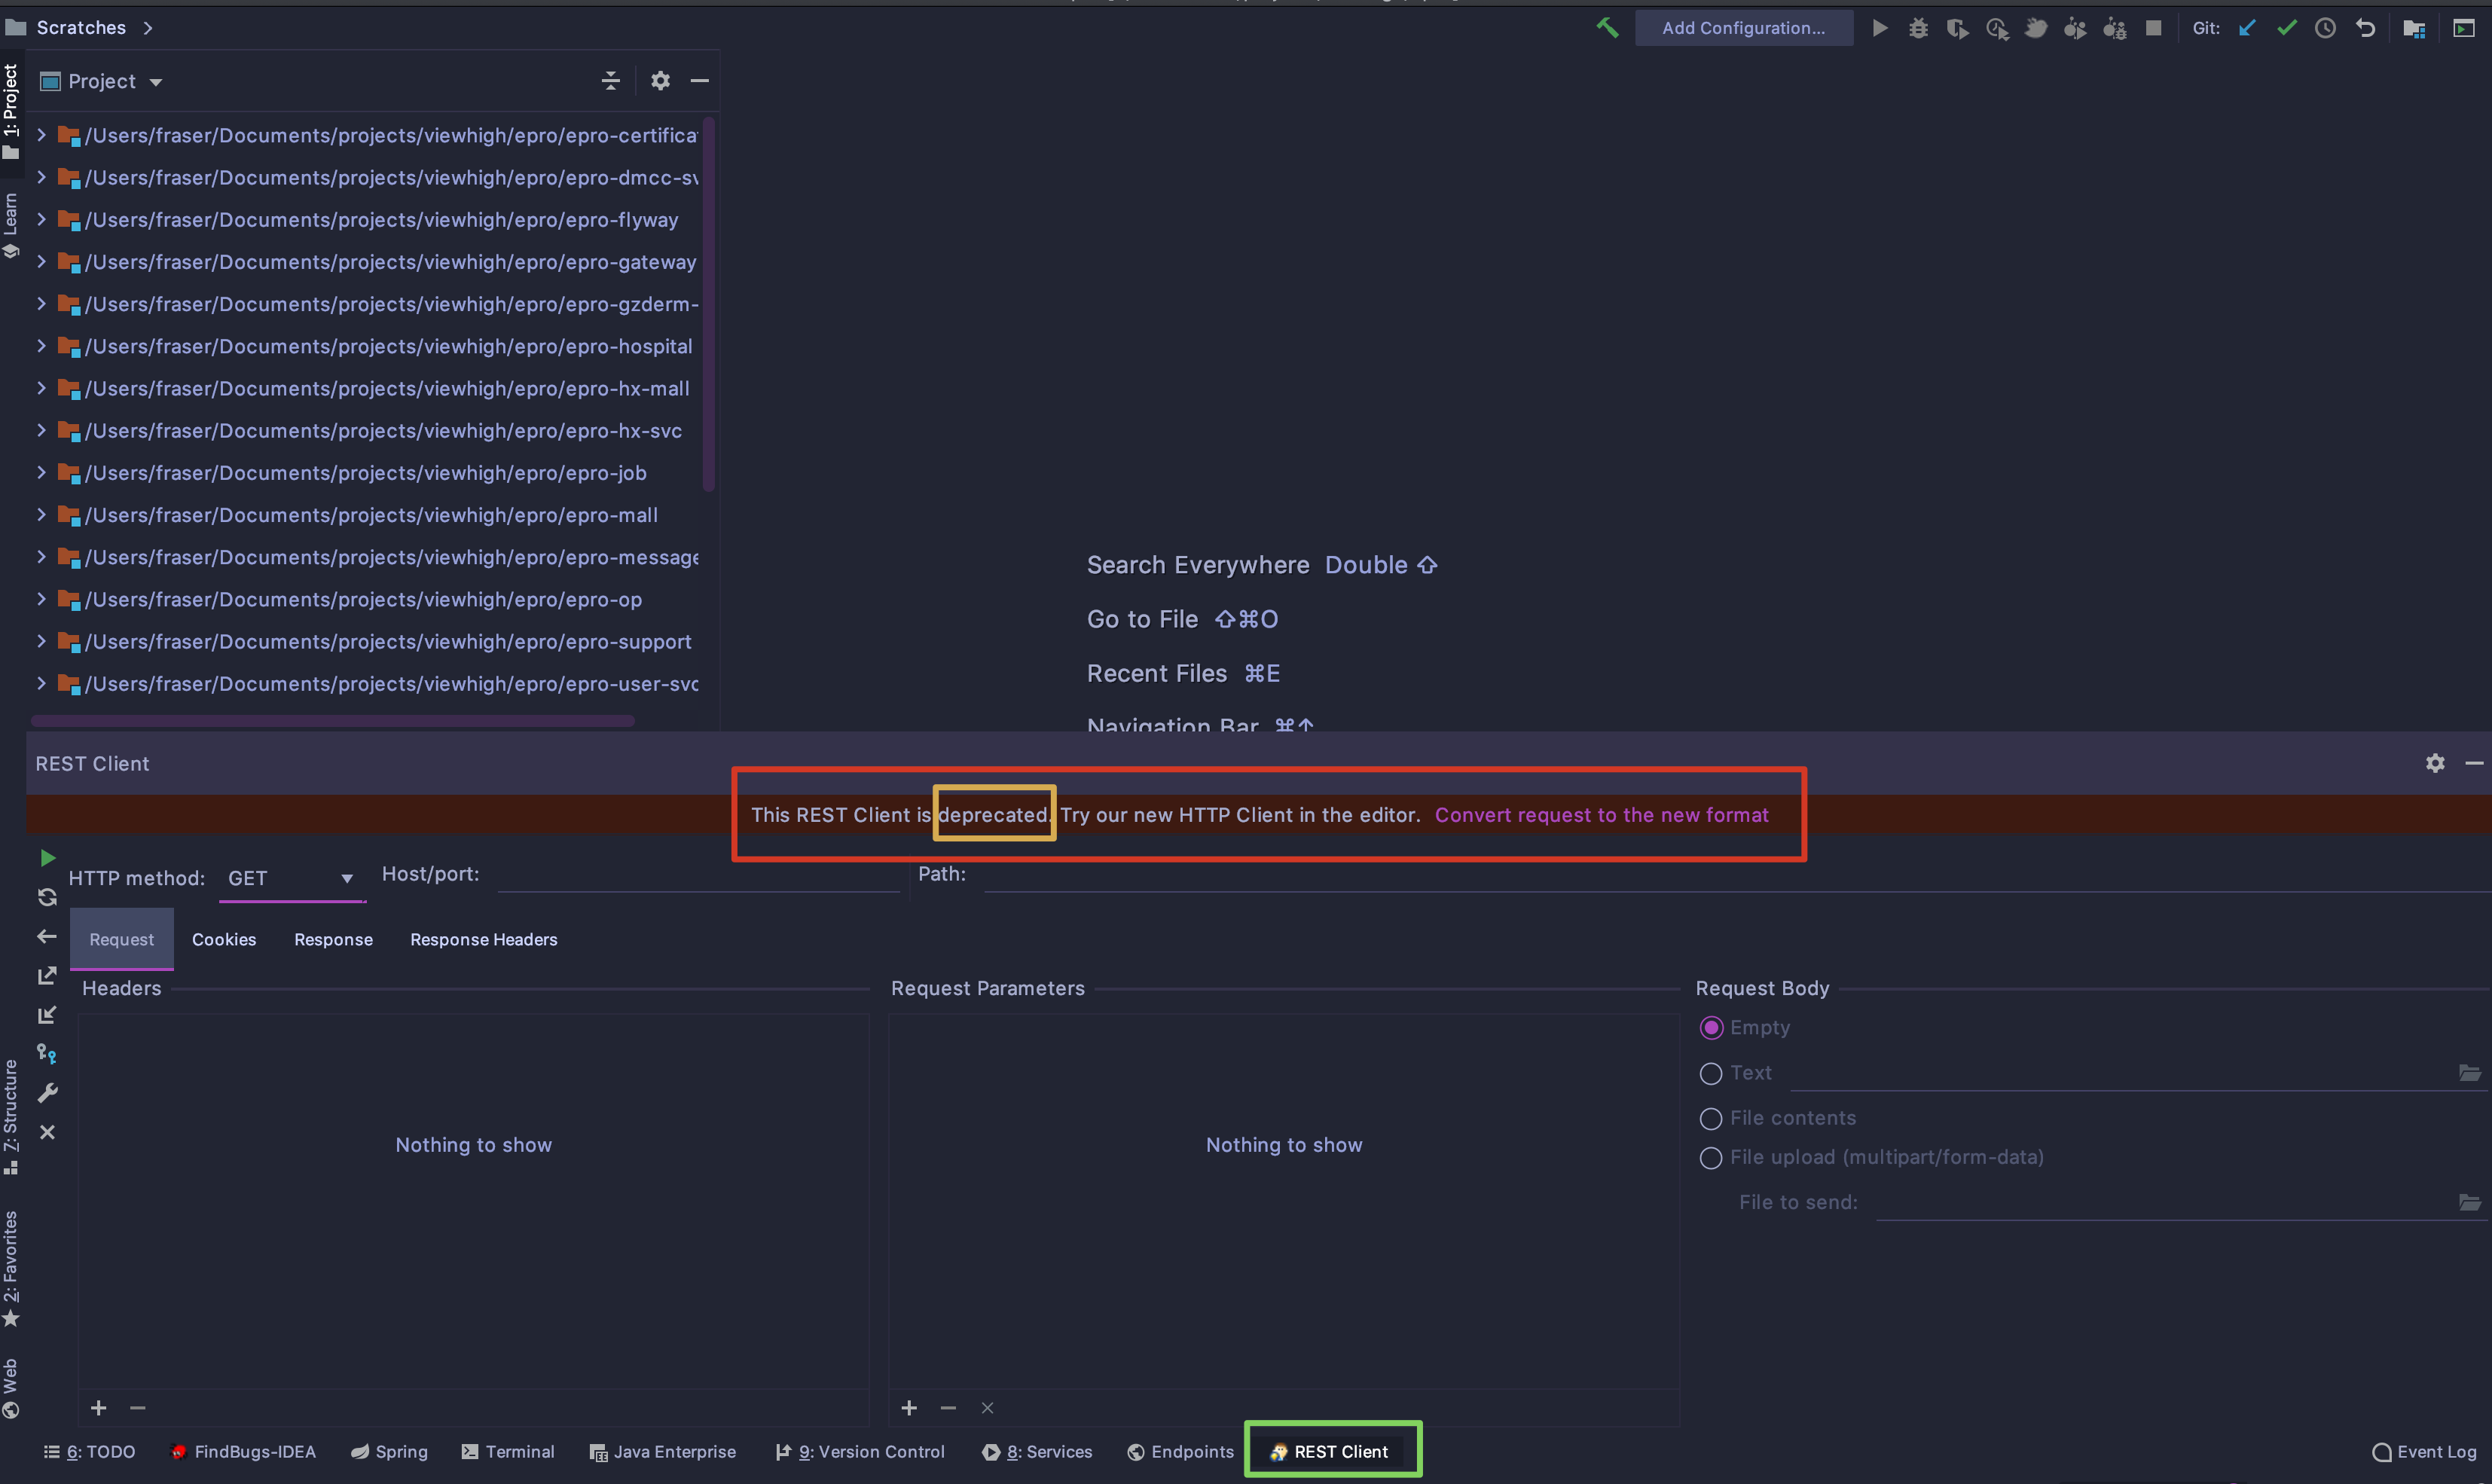 Scratches
Add Configuration...
Git:
Project
1: Project
Learn
/Users/fraser/Documents/projects/viewhigh/epro/epro-certifica
/Users/fraser/Documents/projects/viewhigh/epro/epro-dmcc-sv
/Users/fraser/Documents/projects/viewhigh/epro/epro-flyway
/Users/fraser/Documents/projects/viewhigh/epro/epro-gateway
/Users/fraser/Documents/projects/viewhigh/epro/epro-gzderm-
/Users/fraser/Documents/projects/viewhigh/epro/epro-hospital
/Users/fraser/Documents/projects/viewhigh/epro/epro-hx-mall
/Users/fraser/Documents/projects/viewhigh/epro/epro-hx-svc
/Users/fraser/Documents/projects/viewhigh/epro/epro-job
/Users/fraser/Documents/projects/viewhigh/epro/epro-mall
/Users/fraser/Documents/projects/viewhigh/epro/epro-message
/Users/fraser/Documents/projects/viewhigh/epro/epro-op
/Users/fraser/Documents/projects/viewhigh/epro/epro-support
/Users/fraser/Documents/projects/viewhigh/epro/epro-user-svc
Search Everywhere Double ⇧
Go to File ⇧⌘O
Recent Files ⌘E
Navigation Bar ⌘↑
REST Client
This REST Client is deprecated. Try our new HTTP Client in the editor. Convert request to the new format
HTTP method: GET Host/port: Path:
Request Cookies Response Response Headers
Headers
Nothing to show
Request Parameters
Nothing to show
Request Body
Empty
Text
File contents
File upload (multipart/form-data)
File to send:
7: Structure
2: Favorites
Web
6: TODO FindBugs-IDEA Spring Terminal Java Enterprise 9: Version Control 8: Services Endpoints REST Client Event Log